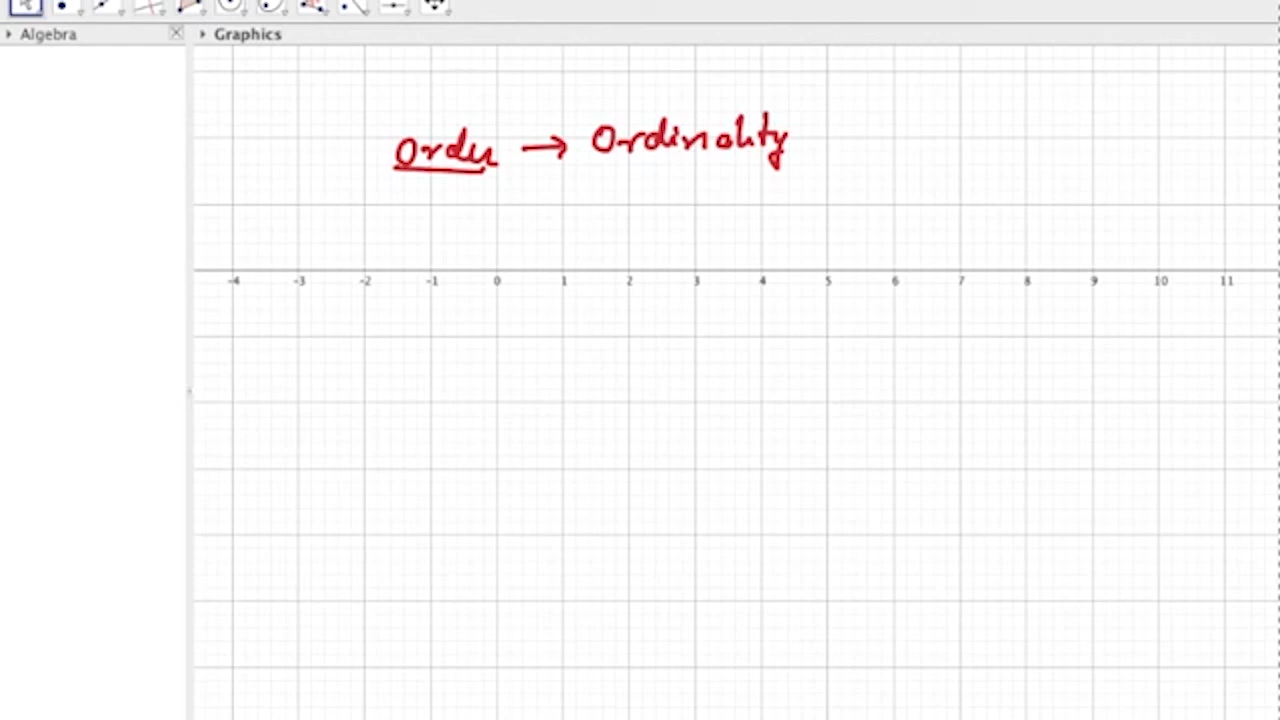 Algebra Graphics
Order → Ordinality
-4 -3 -2 -1 0 1 2 3 4 5 6 7 8 9 10 11